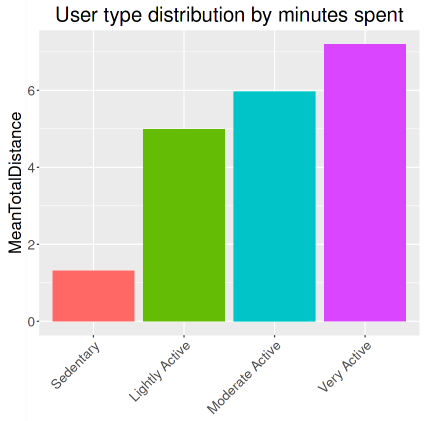 User type distribution by minutes spent
MeanTotalDistance
6
4
2
0
Sedentary
Lightly Active
Moderate Active
Very Active